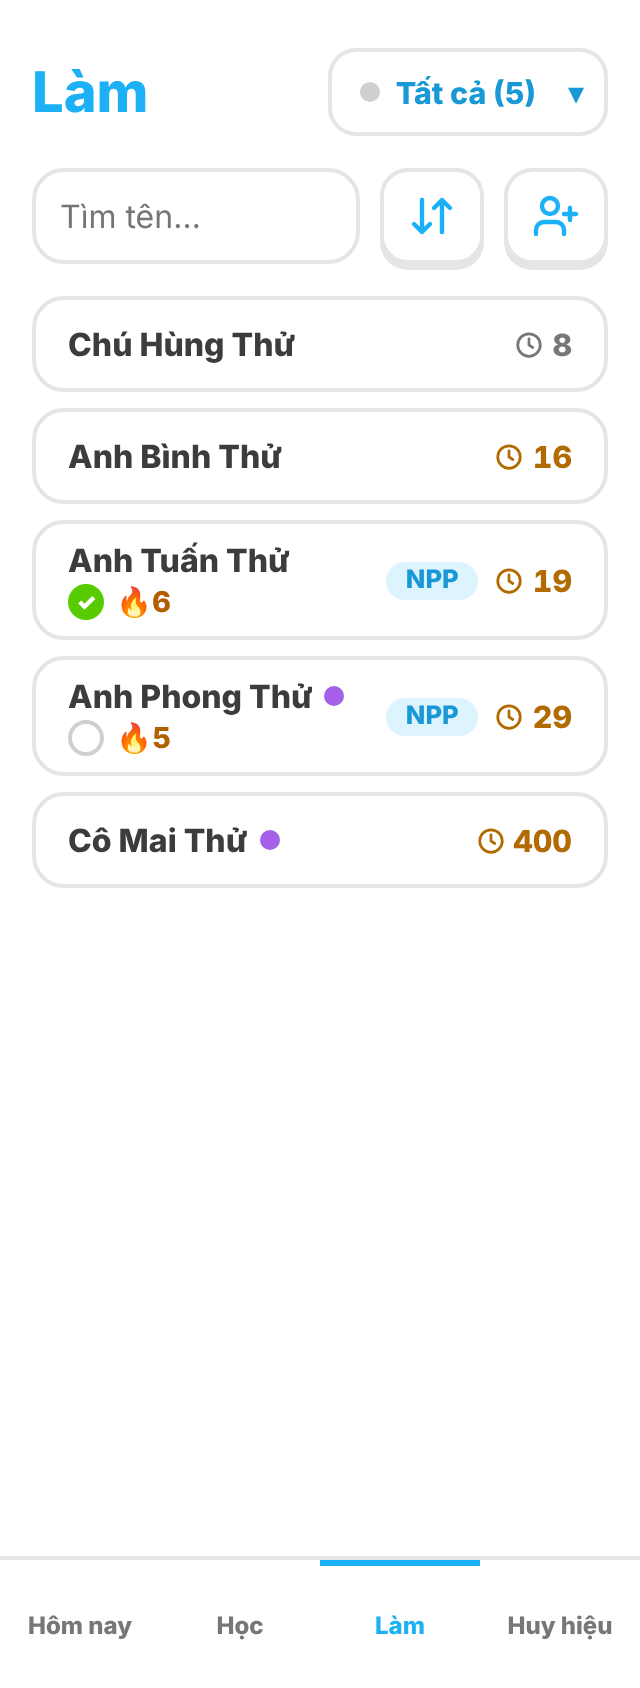 Làm
Tất cả (5) ▼
Tìm tên...
Chú Hùng Thử 8
Anh Bình Thử 16
Anh Tuấn Thử NPP 19
🔥6
Anh Phong Thử NPP 29
🔥5
Cô Mai Thử 400
Hôm nay Học Làm Huy hiệu